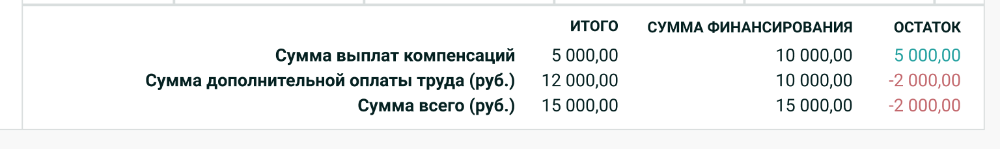 ИТОГО СУММА ФИНАНСИРОВАНИЯ ОСТАТОК
Сумма выплат компенсаций 5 000,00 10 000,00 5 000,00
Сумма дополнительной оплаты труда (руб.) 12 000,00 10 000,00 -2 000,00
Сумма всего (руб.) 15 000,00 15 000,00 -2 000,00